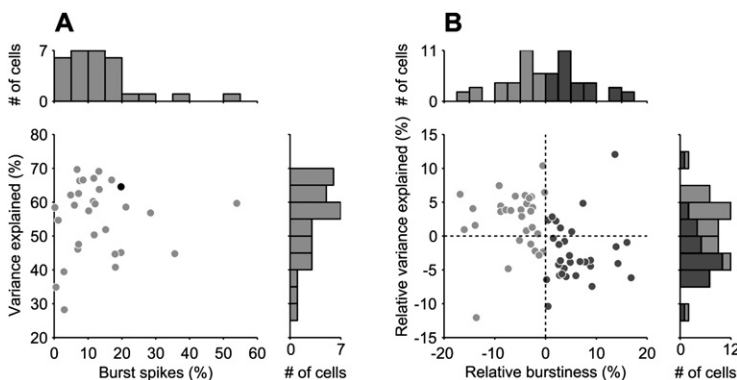 A
B
7
# of cells
0
11
# of cells
0
80
70
60
50
40
30
20
Variance explained (%)
0 10 20 30 40 50 60
Burst spikes (%)
0 7
# of cells
15
10
5
0
-5
-10
-15
Relative variance explained (%)
-20 -10 0 10 20
Relative burstiness (%)
0 12
# of cells